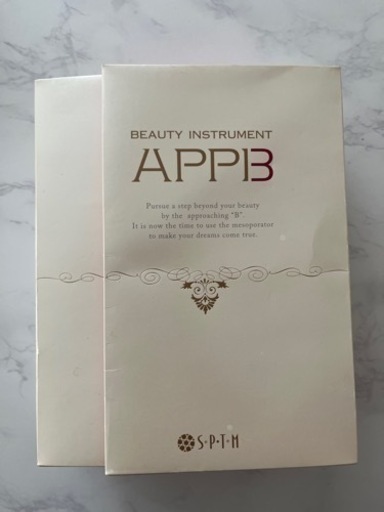 BEAUTY INSTRUMENT
APPB
Pursue a step beyond your beauty
by the approaching "B".
It is now the time to use the mesoporator
to make your dreams come true.
S•P•T•M